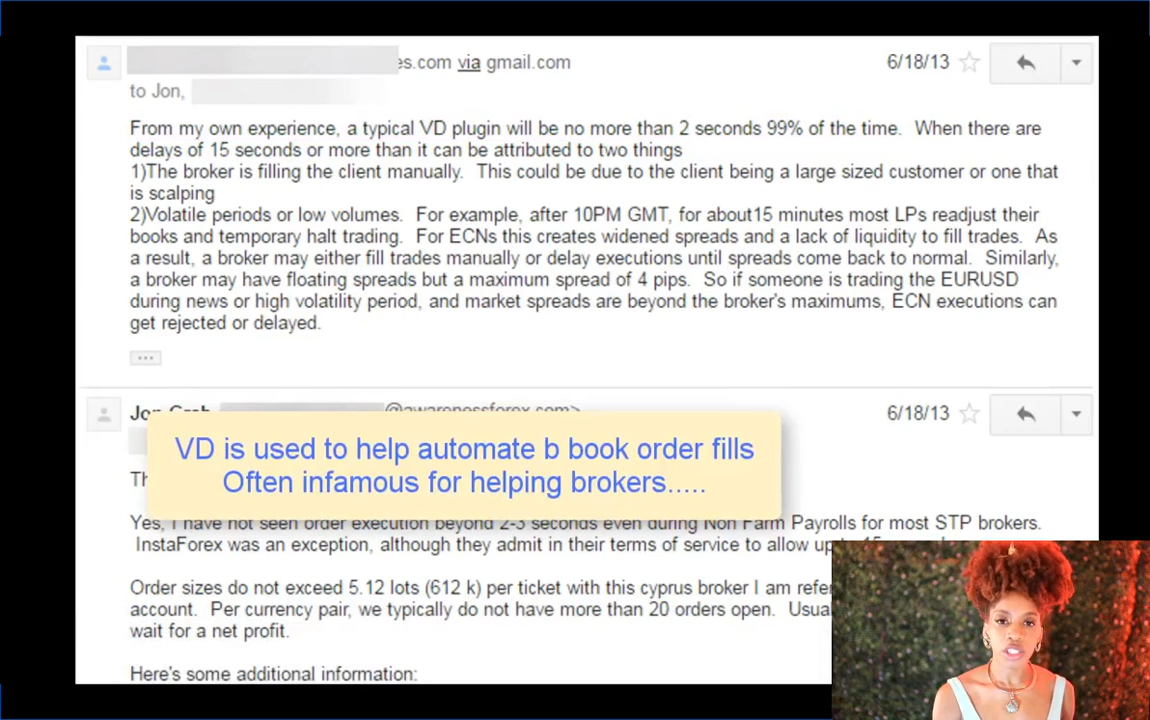 es.com via gmail.com
6/18/13
to Jon,
From my own experience, a typical VD plugin will be no more than 2 seconds 99% of the time. When there are
delays of 15 seconds or more than it can be attributed to two things
1)The broker is filling the client manually. This could be due to the client being a large sized customer or one that
is scalping
2)Volatile periods or low volumes. For example, after 10PM GMT, for about15 minutes most LPs readjust their
books and temporary halt trading. For ECNs this creates widened spreads and a lack of liquidity to fill trades. As
a result, a broker may either fill trades manually or delay executions until spreads come back to normal. Similarly,
a broker may have floating spreads but a maximum spread of 4 pips. So if someone is trading the EURUSD
during news or high volatility period, and market spreads are beyond the broker's maximums, ECN executions can
get rejected or delayed.
Jon @awarenessforex.com>
6/18/13
VD is used to help automate b book order fills
Often infamous for helping brokers.....
Yes, I have not seen order execution beyond 2-3 seconds even during Non Farm Payrolls for most STP brokers.
InstaForex was an exception, although they admit in their terms of service to allow up
Order sizes do not exceed 5.12 lots (612 k) per ticket with this cyprus broker I am
account. Per currency pair, we typically do not have more than 20 orders open.
wait for a net profit.
Here's some additional information: